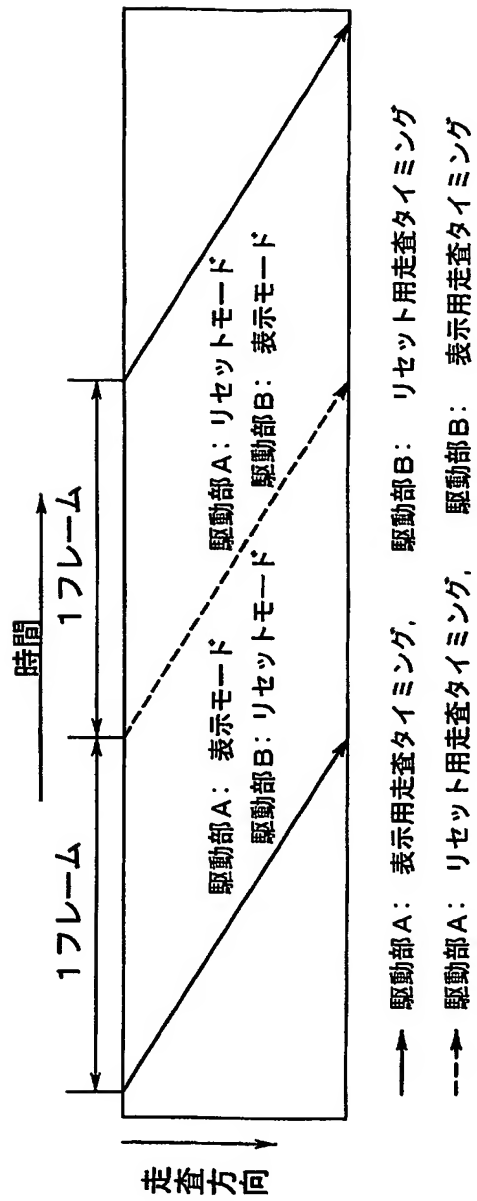 時間
1フレーム
1フレーム
走査方向
駆動部A: 表示モード
駆動部B: リセットモード
駆動部A: リセットモード
駆動部B: 表示モード
駆動部A: 表示用走査タイミング, 駆動部B: リセット用走査タイミング
駆動部A: リセット用走査タイミング, 駆動部B: 表示用走査タイミング